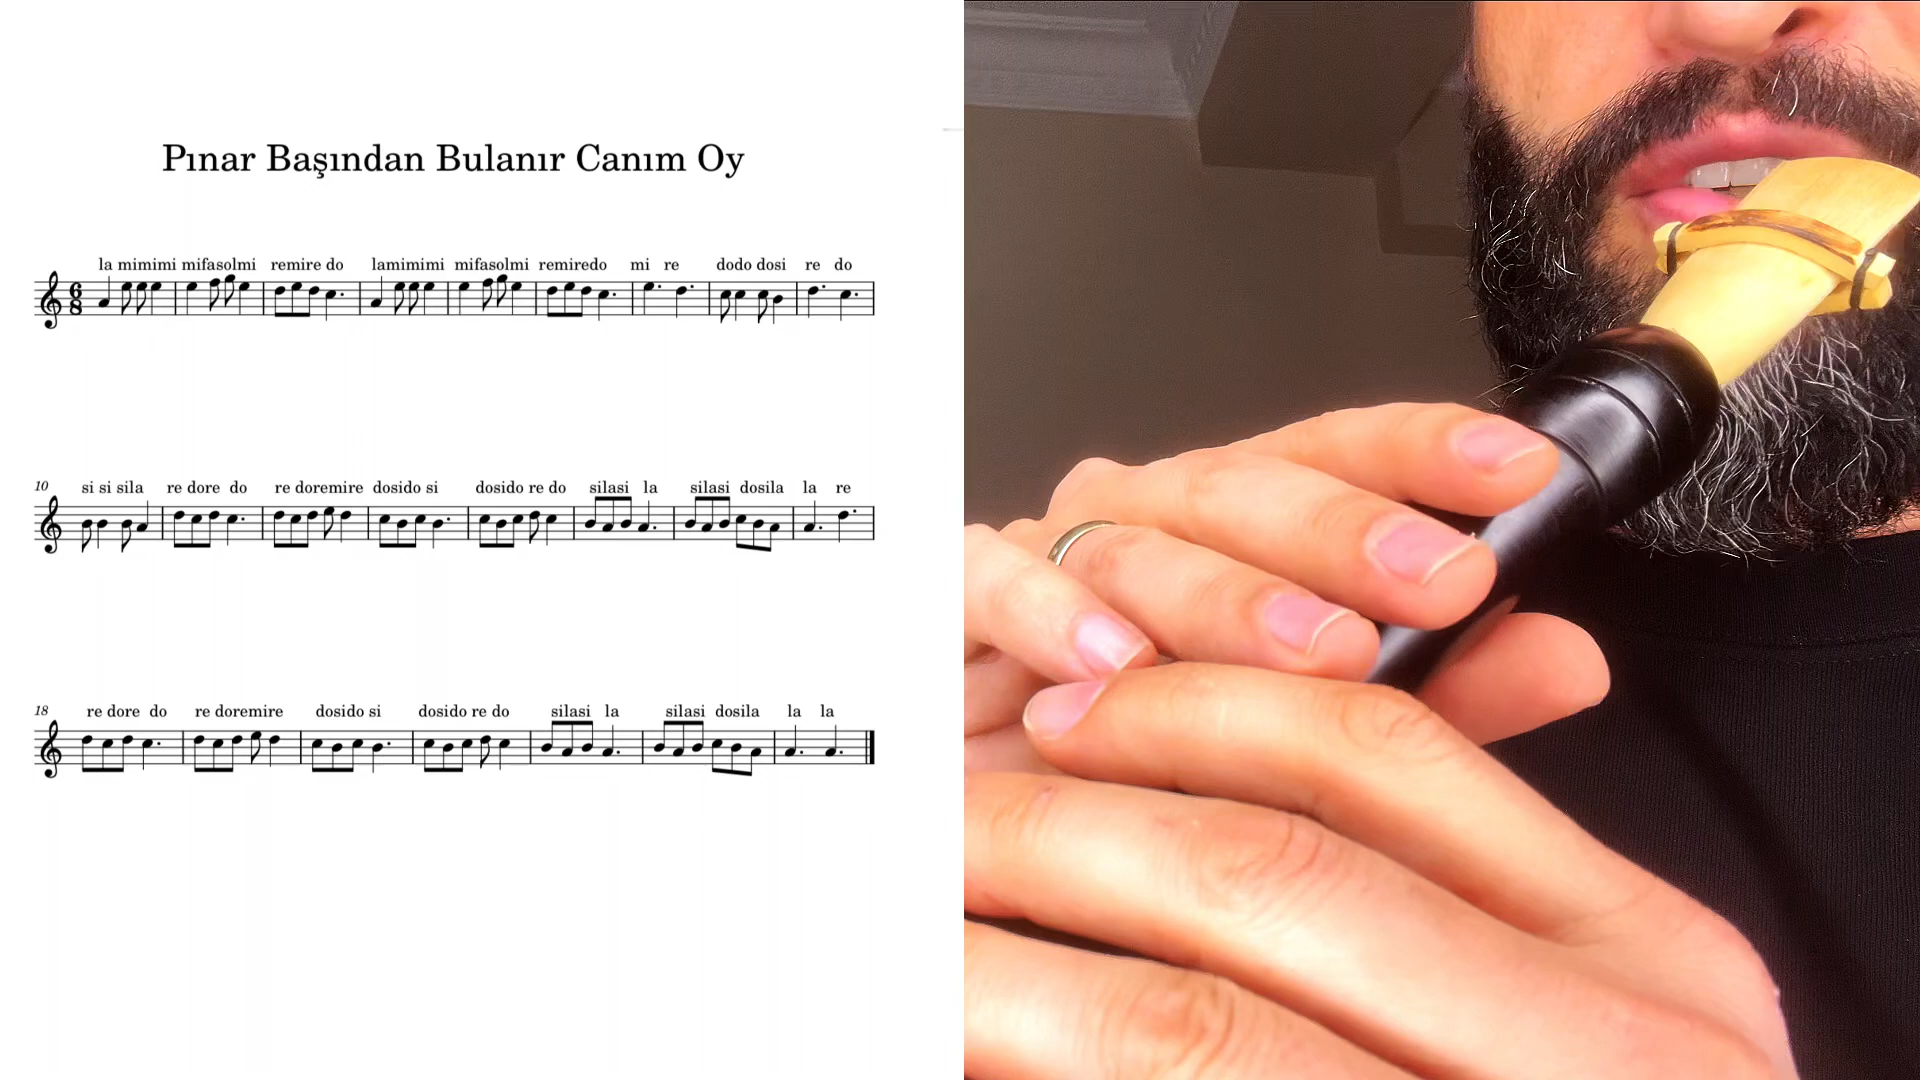 Pınar Başından Bulanır Canım Oy
la mimimi mifasolmi remire do lamimimi mifasolmi remiredo mi re dodo dosi re do
6
8
10
si si sila re dore do re doremire dosido si dosido re do silasi la silasi dosila la re
18
re dore do re doremire dosido si dosido re do silasi la silasi dosila la la